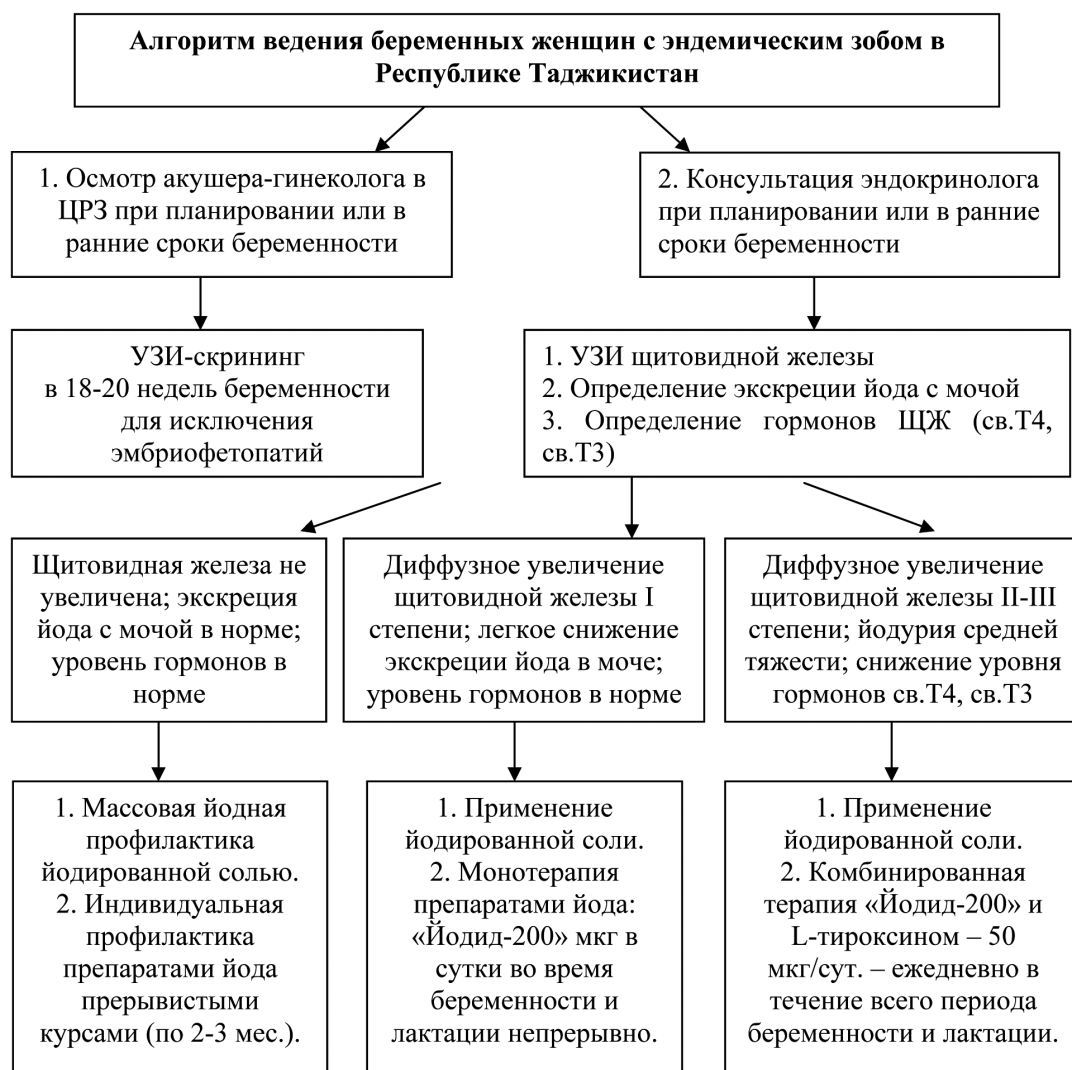 Алгоритм ведения беременных женщин с эндемическим зобом в
Республике Таджикистан
1. Осмотр акушера-гинеколога в
ЦРЗ при планировании или в
ранние сроки беременности
2. Консультация эндокринолога
при планировании или в ранние
сроки беременности
УЗИ-скрининг
в 18-20 недель беременности
для исключения
эмбриофетопатий
1. УЗИ щитовидной железы
2. Определение экскреции йода с мочой
3. Определение гормонов ЩЖ (св.Т4,
св.Т3)
Щитовидная железа не
увеличена; экскреция
йода с мочой в норме;
уровень гормонов в
норме
Диффузное увеличение
щитовидной железы I
степени; легкое снижение
экскреции йода в моче;
уровень гормонов в норме
Диффузное увеличение
щитовидной железы II-III
степени; йодурия средней
тяжести; снижение уровня
гормонов св.Т4, св.Т3
1. Массовая йодная
профилактика
йодированной солью.
2. Индивидуальная
профилактика
препаратами йода
прерывистыми
курсами (по 2-3 мес.).
1. Применение
йодированной соли.
2. Монотерапия
препаратами йода:
«Йодид-200» мкг в
сутки во время
беременности и
лактации непрерывно.
1. Применение
йодированной соли.
2. Комбинированная
терапия «Йодид-200» и
L-тироксином – 50
мкг/сут. – ежедневно в
течение всего периода
беременности и лактации.